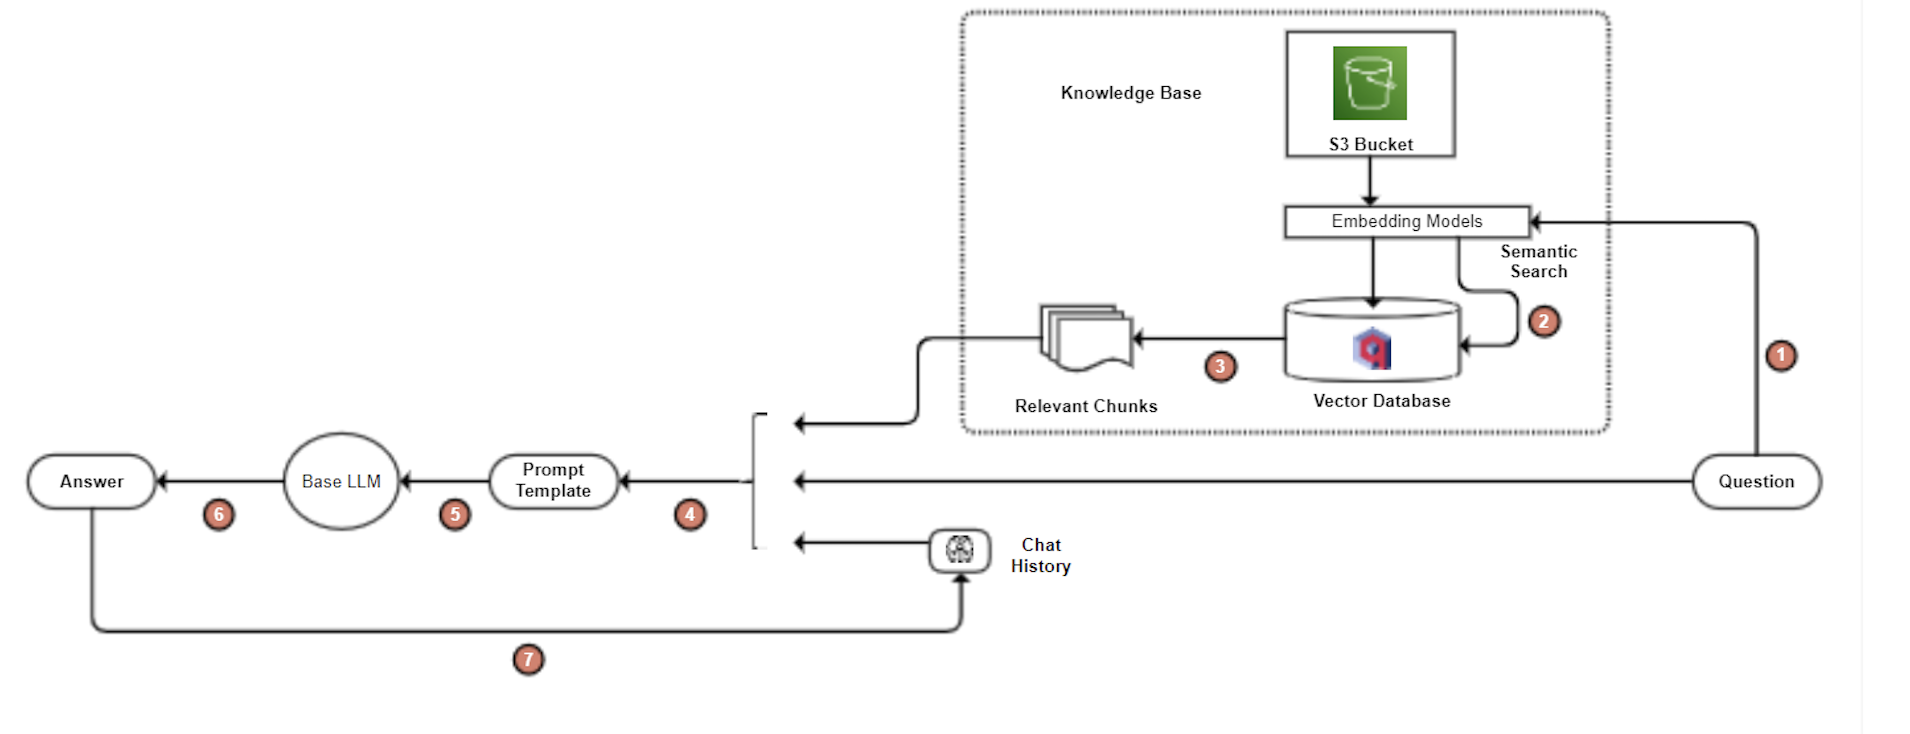 Knowledge Base
S3 Bucket
Embedding Models
Semantic
Search
2
1
3
Relevant Chunks
Vector Database
Answer
Base LLM
Prompt
Template
Question
6
5
4
Chat
History
7